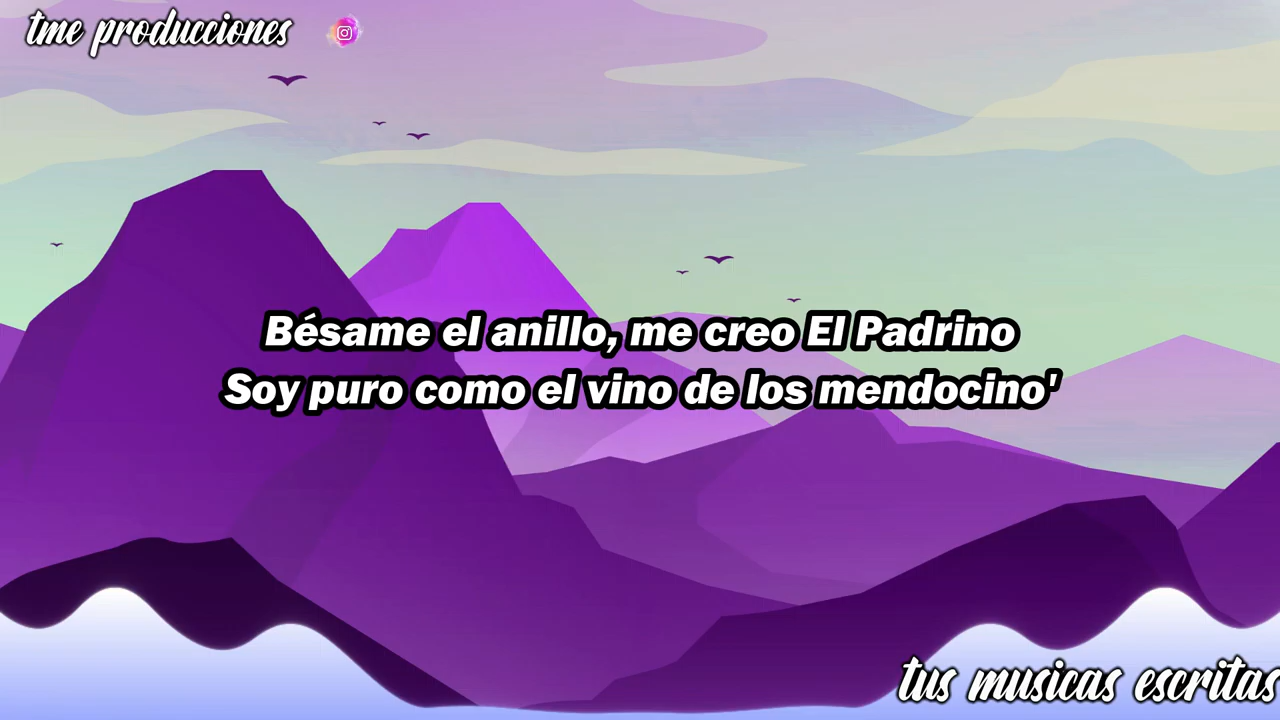 tme producciones
Bésame el anillo, me creo El Padrino
Soy puro como el vino de los mendocino'
tus musicas escritas